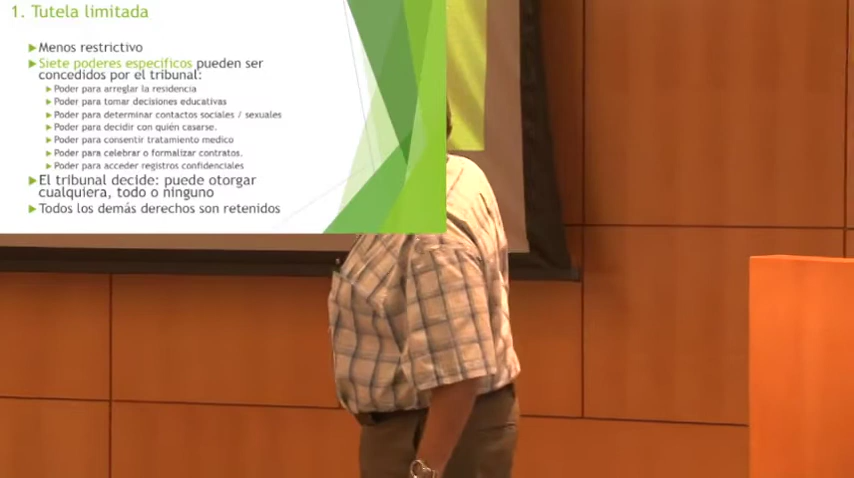 1. Tutela limitada
Menos restrictivo
Siete poderes específicos pueden ser
concedidos por el tribunal:
Poder para arreglar la residencia
Poder para tomar decisiones educativas
Poder para determinar contactos sociales / sexuales
Poder para decidir con quién casarse.
Poder para consentir tratamiento medico
Poder para celebrar o formalizar contratos.
Poder para acceder registros confidenciales
El tribunal decide: puede otorgar
cualquiera, todo o ninguno
Todos los demás derechos son retenidos